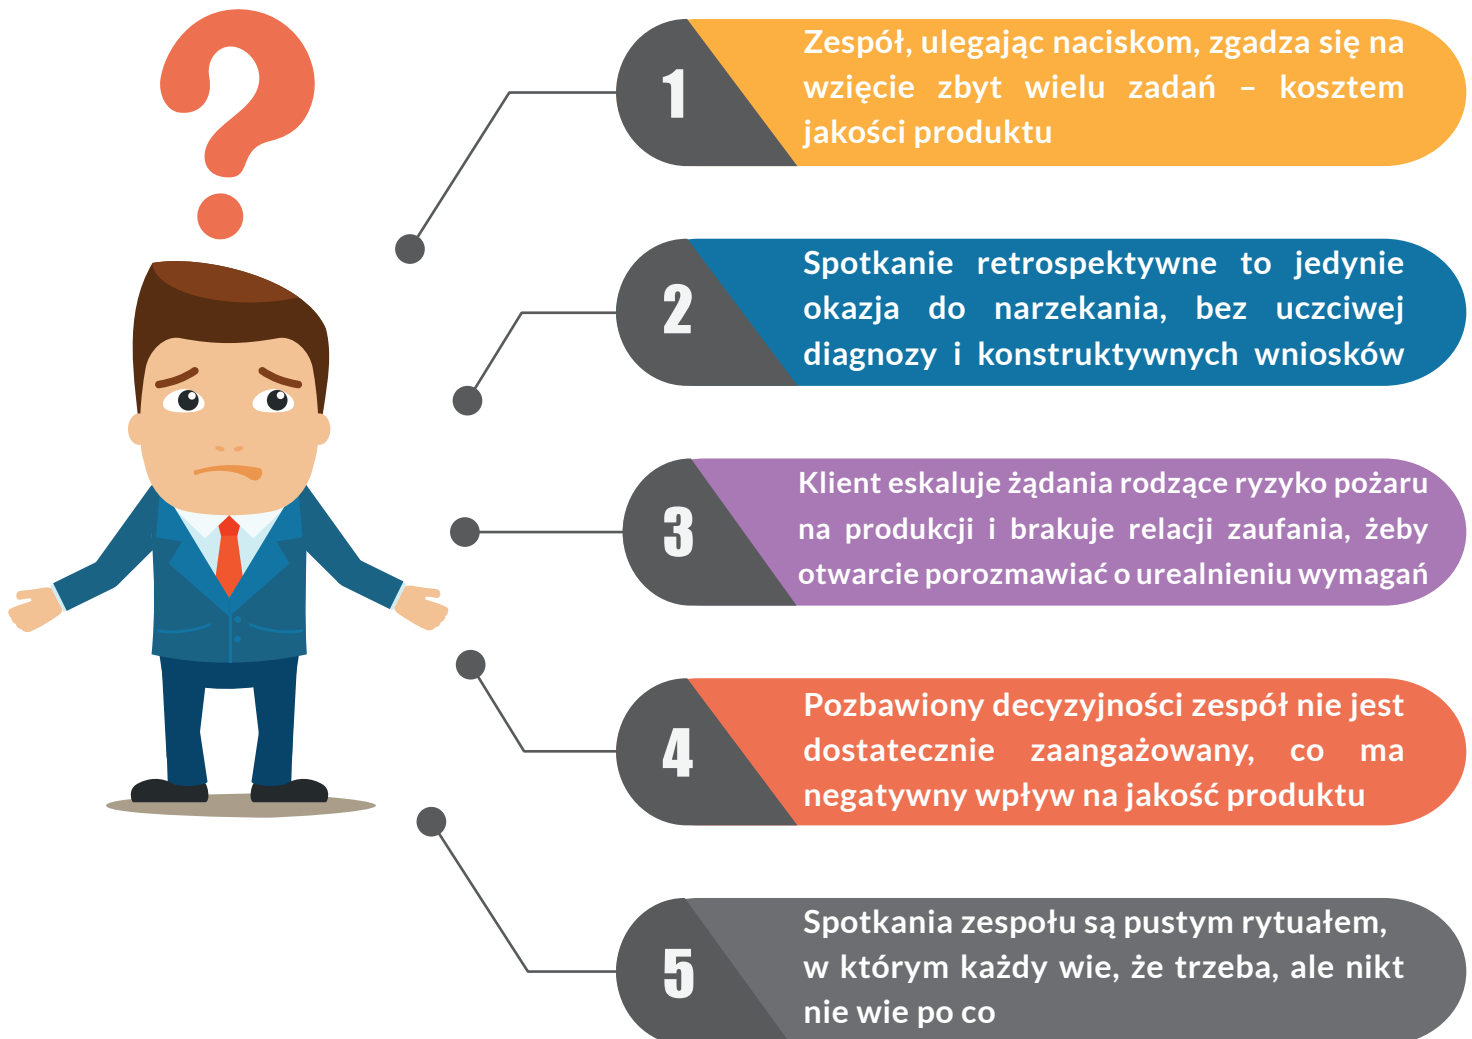 1
Zespół, ulegając naciskom, zgadza się na
wzięcie zbyt wielu zadań – kosztem
jakości produktu
2
Spotkanie retrospektywne to jedynie
okazja do narzekania, bez uczciwej
diagnozy i konstruktywnych wniosków
3
Klient eskaluje żądania rodzące ryzyko pożaru
na produkcji i brakuje relacji zaufania, żeby
otwarcie porozmawiać o urealnieniu wymagań
4
Pozbawiony decyzyjności zespół nie jest
dostatecznie zaangażowany, co ma
negatywny wpływ na jakość produktu
5
Spotkania zespołu są pustym rytuałem,
w którym każdy wie, że trzeba, ale nikt
nie wie po co